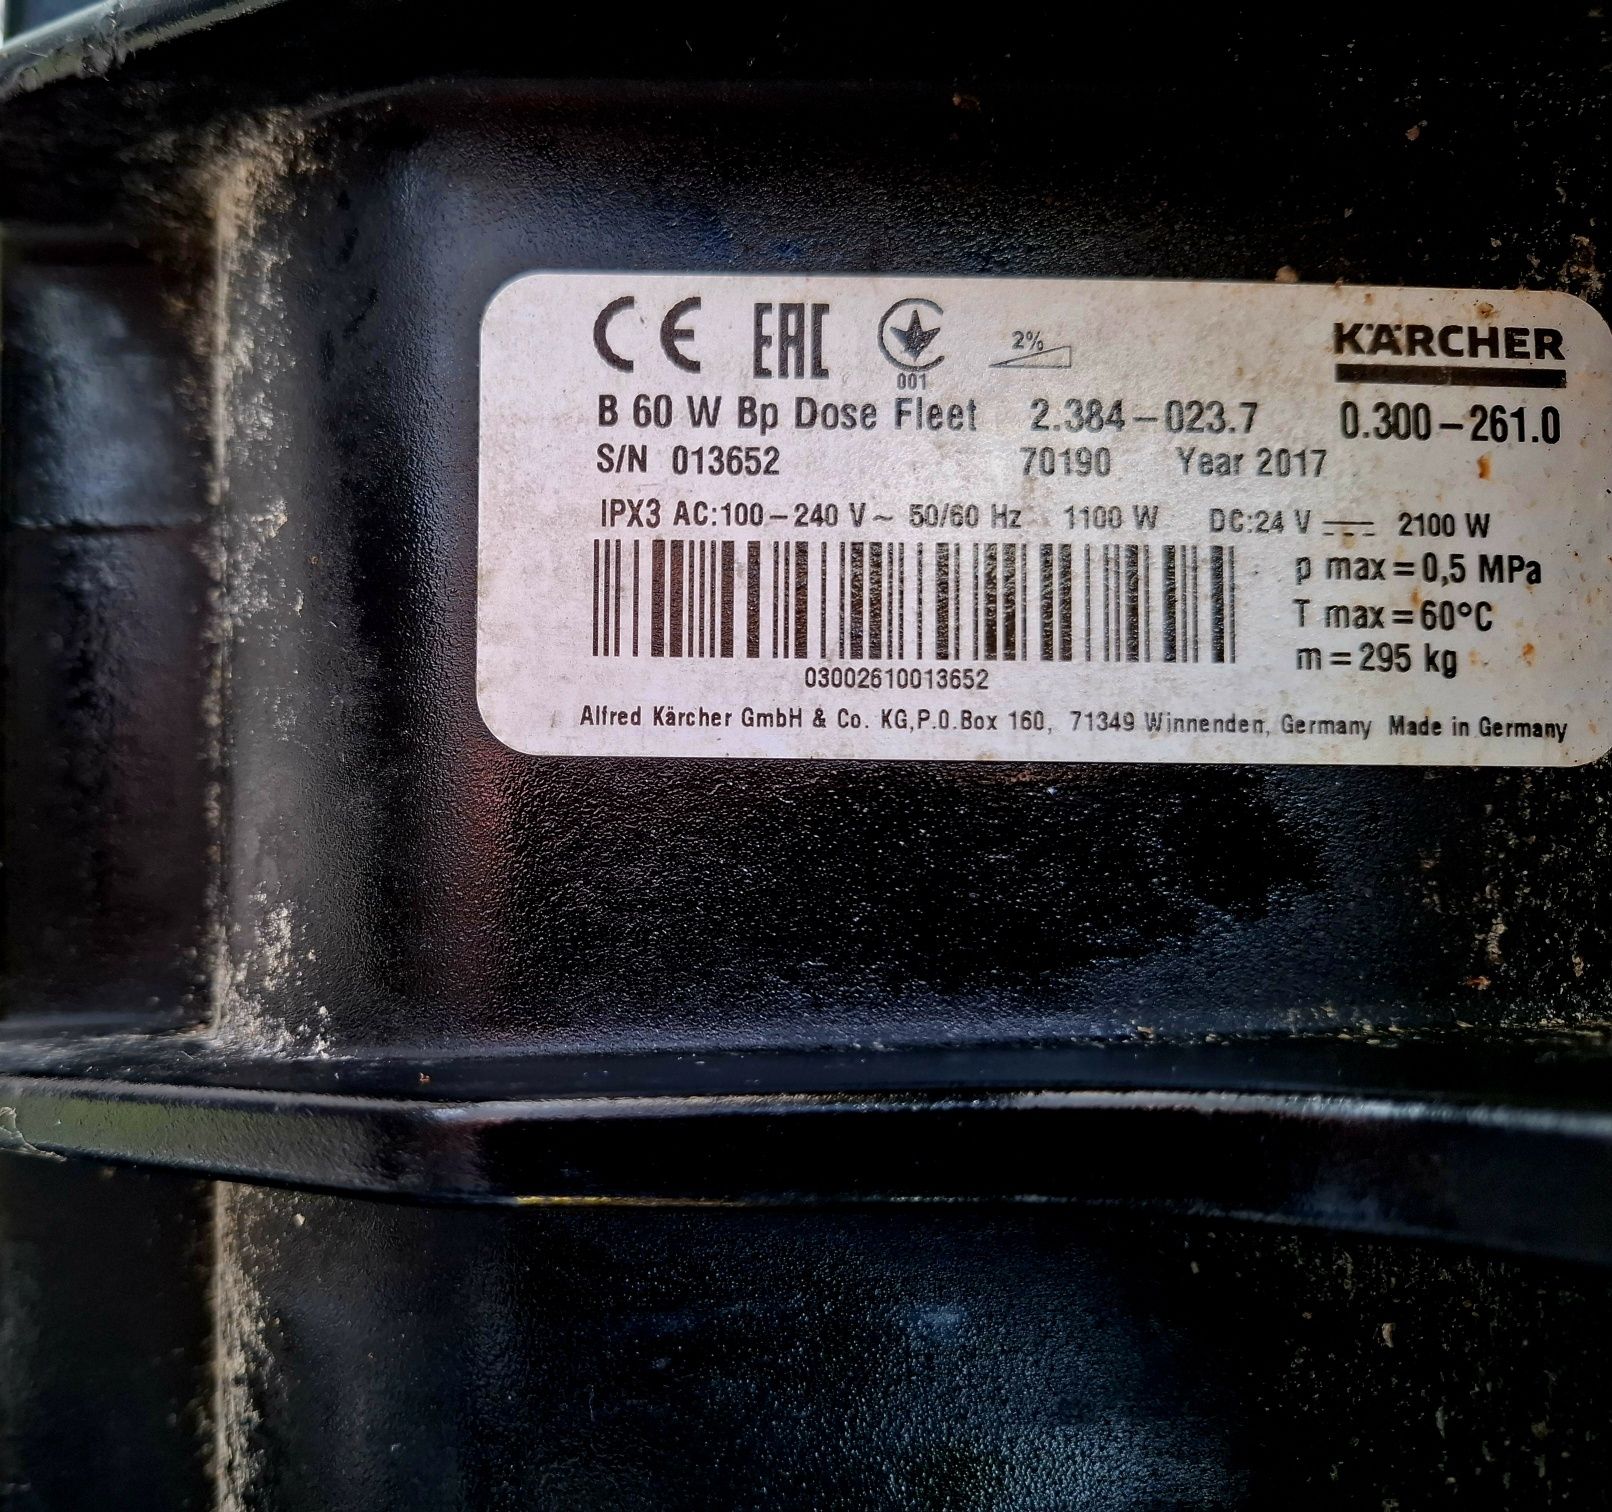 CE EAC 001 2% KÄRCHER
B 60 W Bp Dose Fleet 2.384-023.7 0.300-261.0
S/N 013652 70190 Year 2017
IPX3 AC:100-240 V~ 50/60 Hz 1100 W DC:24 V ⎓ 2100 W
p max=0,5 MPa
T max=60°C
m=295 kg
03002610013652
Alfred Kärcher GmbH & Co. KG,P.O.Box 160, 71349 Winnenden, Germany Made in Germany